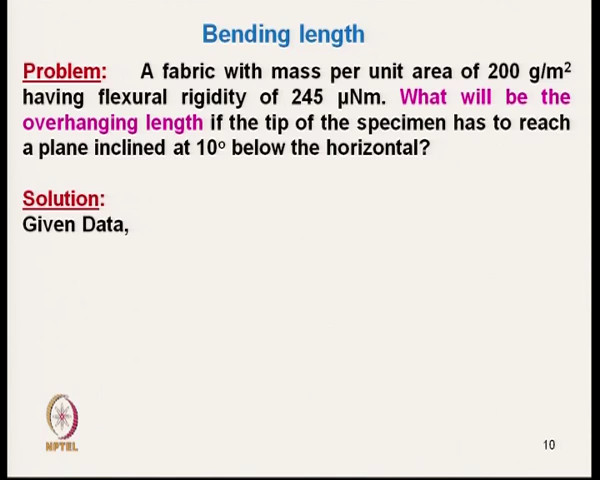 Bending length
Problem: A fabric with mass per unit area of 200 g/m²
having flexural rigidity of 245 µNm. What will be the
overhanging length if the tip of the specimen has to reach
a plane inclined at 10º below the horizontal?
Solution:
Given Data,
NPTEL
10